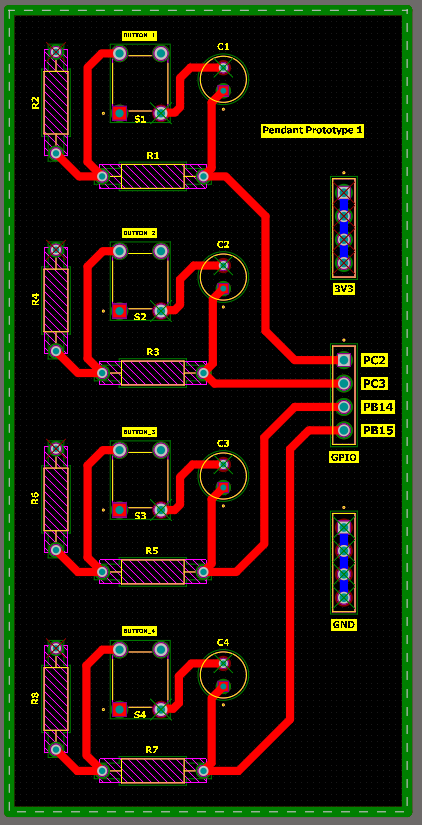 BUTTON_1
C1
R2
S1
Pendant Prototype 1
R1
BUTTON_2
C2
R4
3V3
S2
R3
PC2
PC3
PB14
PB15
BUTTON_3
C3
GPIO
R6
S3
R5
GND
BUTTON_4
C4
R8
S4
R7